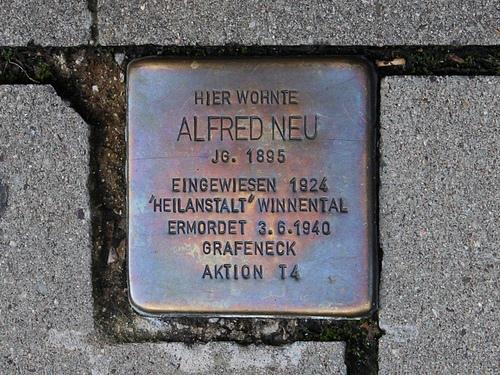 HIER WOHNTE
ALFRED NEU
JG. 1895
EINGEWIESEN 1924
'HEILANSTALT' WINNENTAL
ERMORDET 3.6.1940
GRAFENECK
AKTION T4